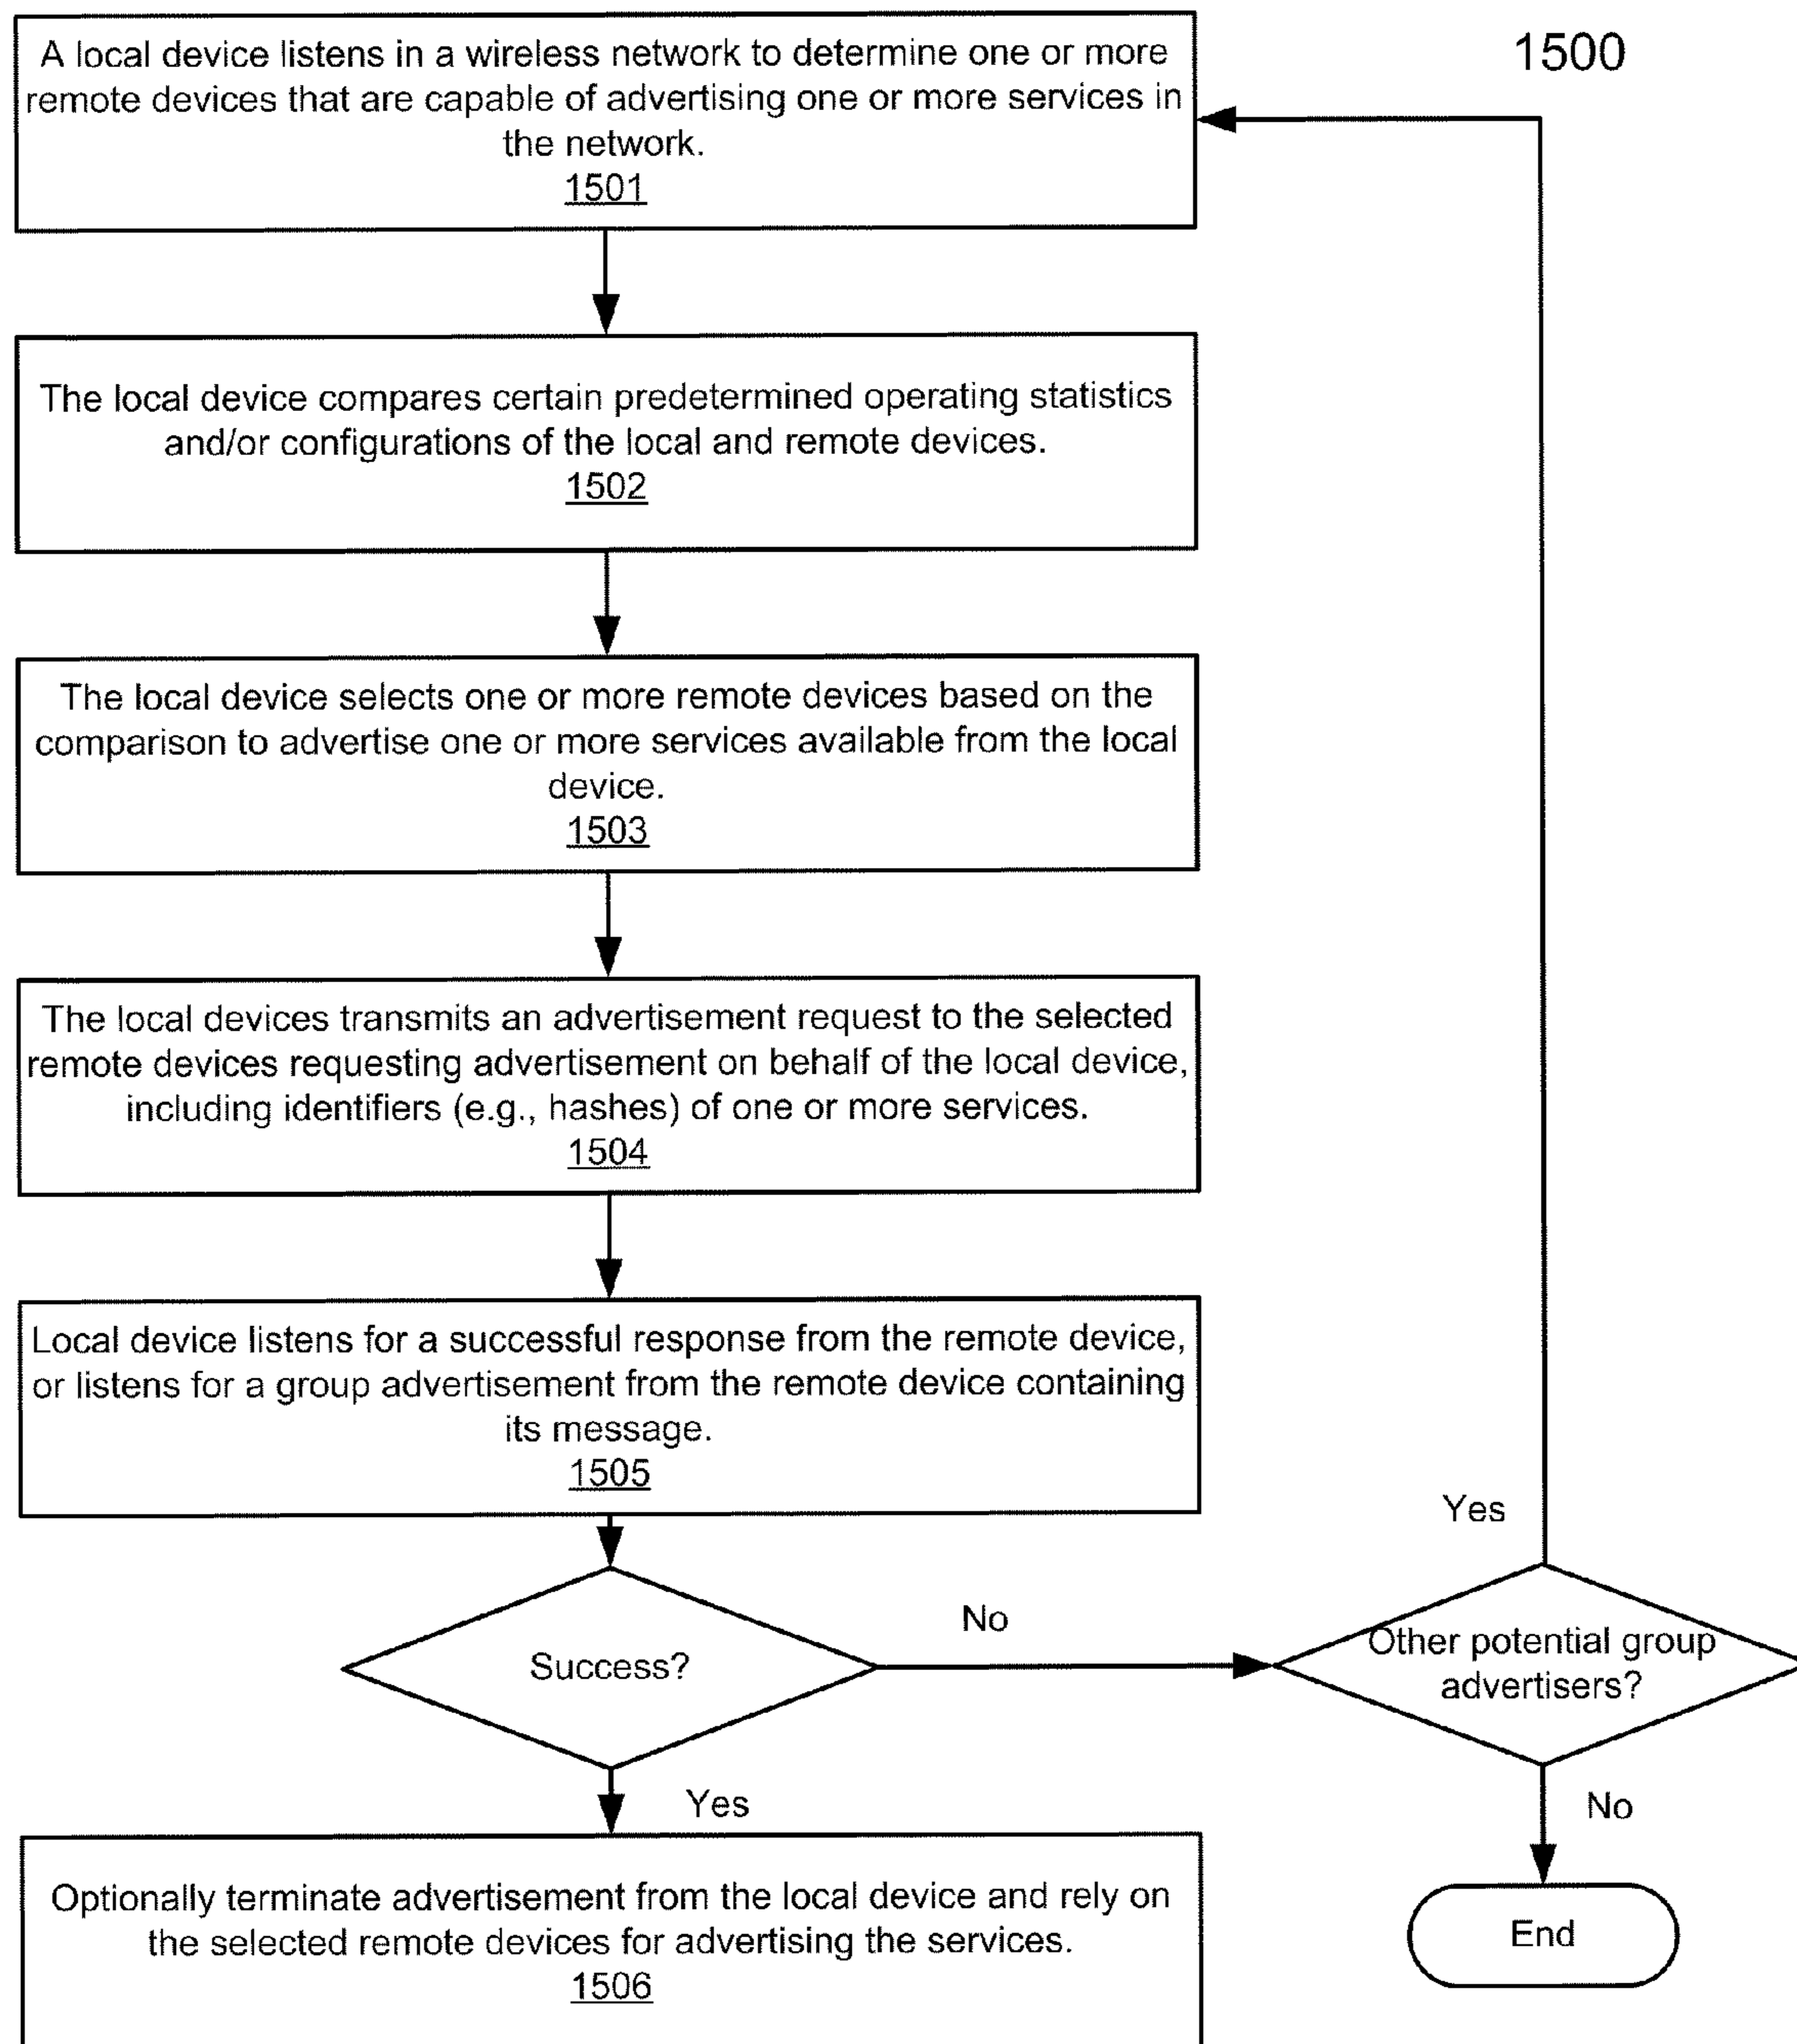 1500
A local device listens in a wireless network to determine one or more
remote devices that are capable of advertising one or more services in
the network.
1501
The local device compares certain predetermined operating statistics
and/or configurations of the local and remote devices.
1502
The local device selects one or more remote devices based on the
comparison to advertise one or more services available from the local
device.
1503
The local devices transmits an advertisement request to the selected
remote devices requesting advertisement on behalf of the local device,
including identifiers (e.g., hashes) of one or more services.
1504
Local device listens for a successful response from the remote device,
or listens for a group advertisement from the remote device containing
its message.
1505
Success?
No
Other potential group
advertisers?
Yes
No
End
Yes
Optionally terminate advertisement from the local device and rely on
the selected remote devices for advertising the services.
1506